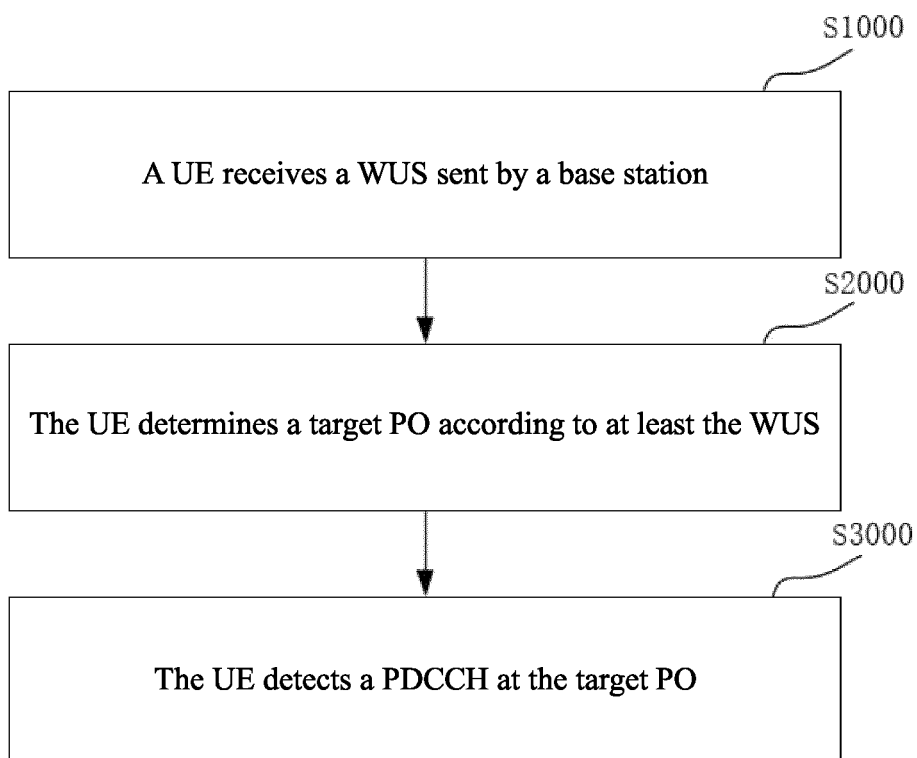 S1000
A UE receives a WUS sent by a base station
S2000
The UE determines a target PO according to at least the WUS
S3000
The UE detects a PDCCH at the target PO